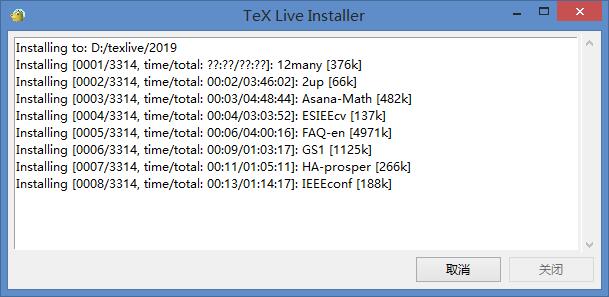 TeX Live Installer
Installing to: D:/texlive/2019
Installing [0001/3314, time/total: ??:??/??:??]: 12many [376k]
Installing [0002/3314, time/total: 00:02/03:46:02]: 2up [66k]
Installing [0003/3314, time/total: 00:03/04:48:44]: Asana-Math [482k]
Installing [0004/3314, time/total: 00:04/03:03:52]: ESIEEcv [137k]
Installing [0005/3314, time/total: 00:06/04:00:16]: FAQ-en [4971k]
Installing [0006/3314, time/total: 00:09/01:03:17]: GS1 [1125k]
Installing [0007/3314, time/total: 00:11/01:05:11]: HA-prosper [266k]
Installing [0008/3314, time/total: 00:13/01:14:17]: IEEEconf [188k]
取消 关闭